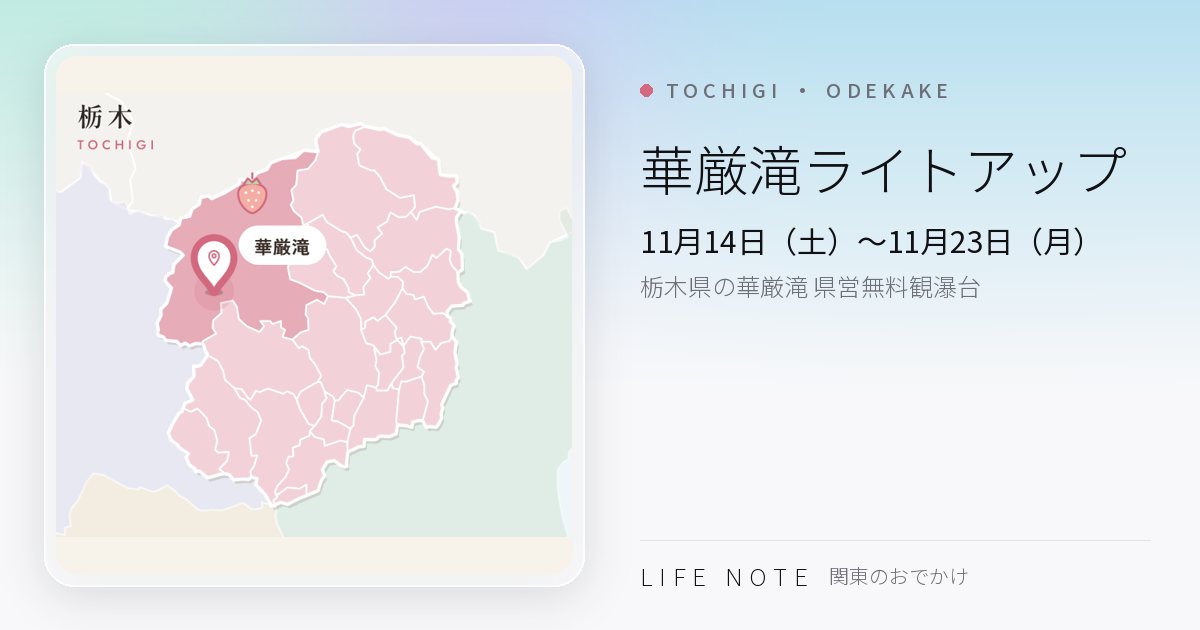 栃木
TOCHIGI
華厳滝
TOCHIGI • ODEKAKE
華厳滝ライトアップ
11月14日（土）〜11月23日（月）
栃木県の華厳滝 県営無料観瀑台
LIFE NOTE 関東のおでかけ